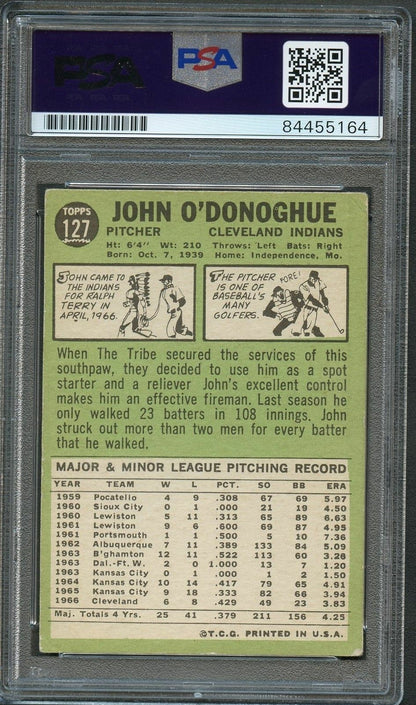 PSA
PSA
84455164
TOPPS
127
JOHN O'DONOGHUE
PITCHER CLEVELAND INDIANS
Ht: 6'4" Wt: 210 Throws: Left Bats: Right
Born: Oct. 7, 1939 Home: Independence, Mo.
JOHN CAME TO
THE INDIANS
FOR RALPH
TERRY IN
APRIL, 1966.
THE PITCHER
IS ONE OF
BASEBALL'S
MANY
GOLFERS.
FORE!
When The Tribe secured the services of this
southpaw, they decided to use him as a spot
starter and a reliever John's excellent control
makes him an effective fireman. Last season he
only walked 23 batters in 108 innings. John
struck out more than two men for every batter
that he walked.
MAJOR & MINOR LEAGUE PITCHING RECORD
YEAR TEAM W L PCT. SO BB ERA
1959 Pocatello 4 9 .308 67 69 5.97
1960 Sioux City 0 1 .000 21 19 4.50
1960 Lewiston 5 11 .313 65 89 6.63
1961 Lewiston 9 6 .600 69 87 4.95
1961 Portsmouth 1 1 .500 5 10 7.36
1962 Albuquerque 7 11 .389 133 84 5.09
1963 B'ghamton 12 11 .522 113 60 3.28
1963 Dal.-Ft. W. 2 0 1.000 13 7 1.20
1963 Kansas City 0 1 .000 1 2 1.50
1964 Kansas City 10 14 .417 79 65 4.91
1965 Kansas City 9 18 .333 82 66 3.94
1966 Cleveland 6 8 .429 49 23 3.83
Maj. Totals 4 Yrs. 25 41 .379 211 156 4.25
©T.C.G. PRINTED IN U.S.A.